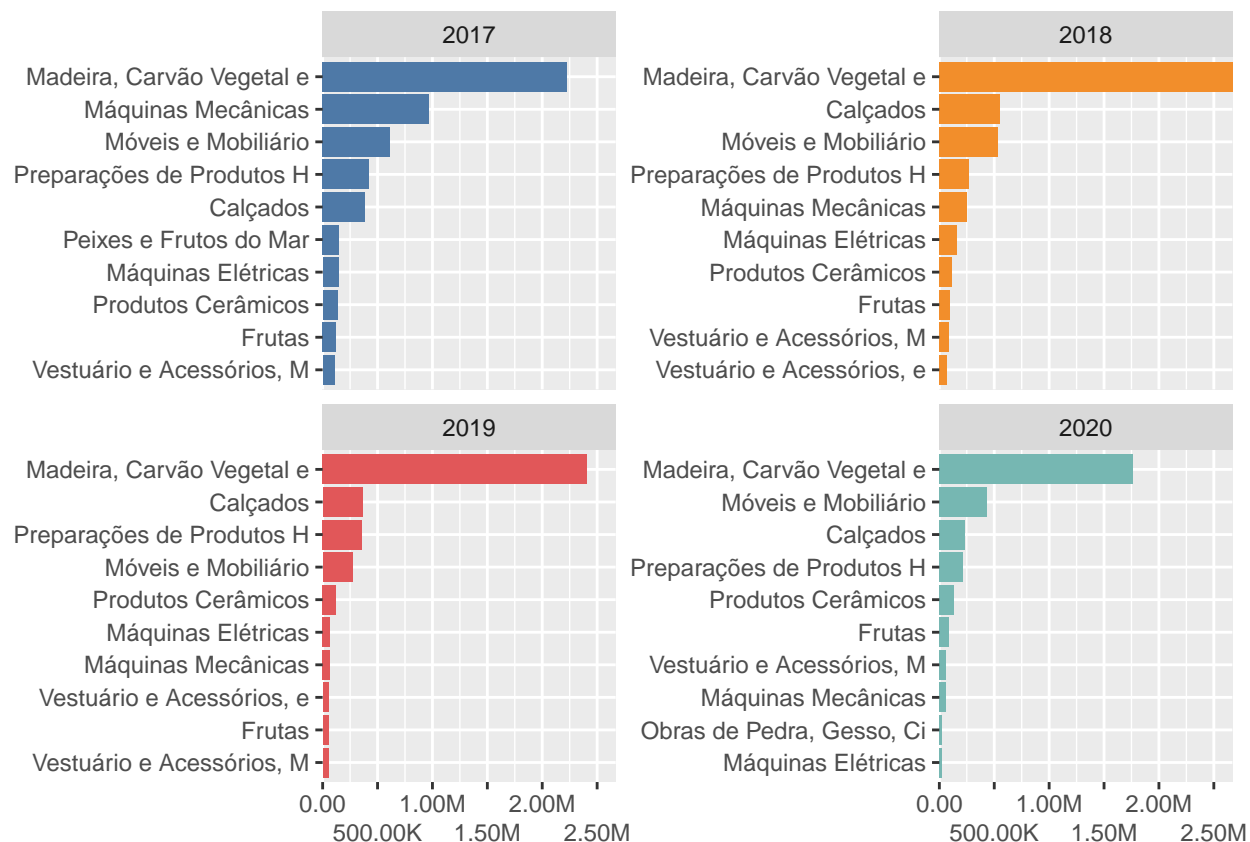 2017
Madeira, Carvão Vegetal e
Máquinas Mecânicas
Móveis e Mobiliário
Preparações de Produtos H
Calçados
Peixes e Frutos do Mar
Máquinas Elétricas
Produtos Cerâmicos
Frutas
Vestuário e Acessórios, M
2018
Madeira, Carvão Vegetal e
Calçados
Móveis e Mobiliário
Preparações de Produtos H
Máquinas Mecânicas
Máquinas Elétricas
Produtos Cerâmicos
Frutas
Vestuário e Acessórios, M
Vestuário e Acessórios, e
2019
Madeira, Carvão Vegetal e
Calçados
Preparações de Produtos H
Móveis e Mobiliário
Produtos Cerâmicos
Máquinas Elétricas
Máquinas Mecânicas
Vestuário e Acessórios, e
Frutas
Vestuário e Acessórios, M
0.00 1.00M 2.00M
500.00K 1.50M 2.50M
2020
Madeira, Carvão Vegetal e
Móveis e Mobiliário
Calçados
Preparações de Produtos H
Produtos Cerâmicos
Frutas
Vestuário e Acessórios, M
Máquinas Mecânicas
Obras de Pedra, Gesso, Ci
Máquinas Elétricas
0.00 1.00M 2.00M
500.00K 1.50M 2.50M